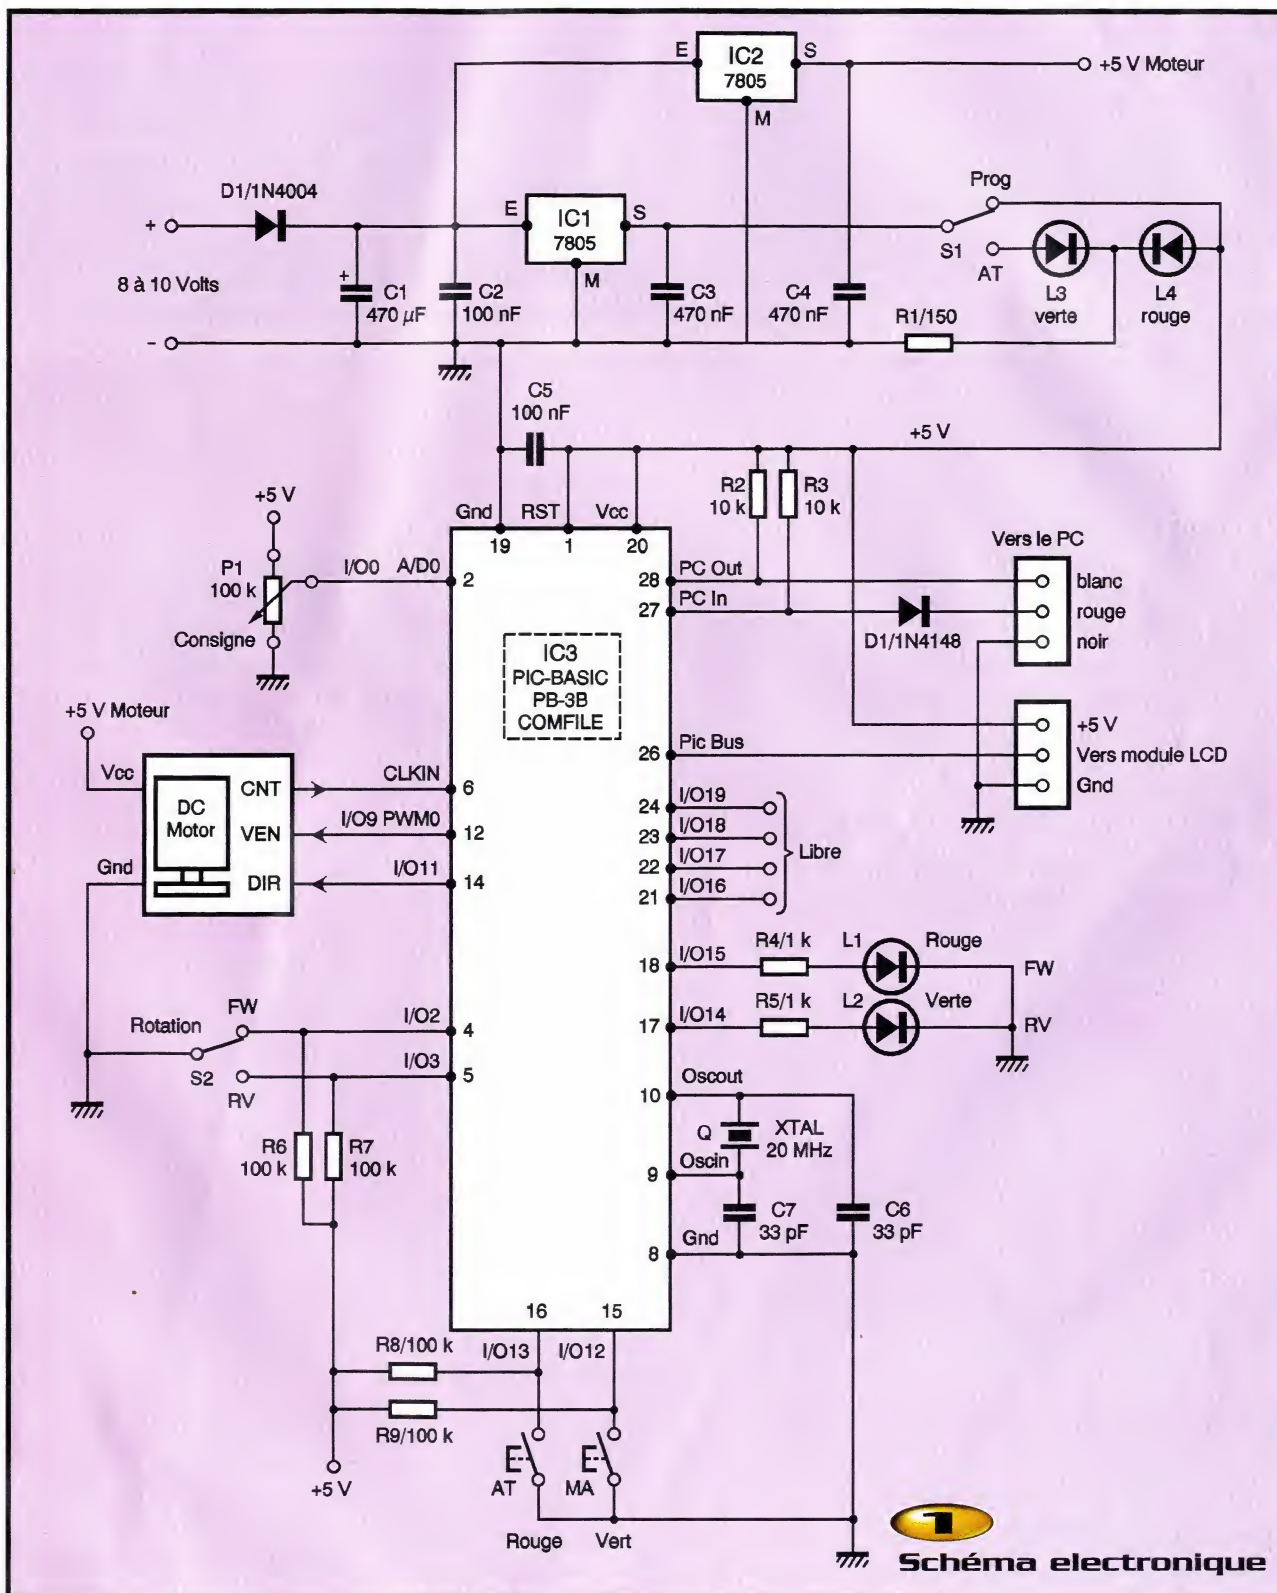 E
IC2
7805
S
M
+5 V Moteur
D1/1N4004
+
8 à 10 Volts
–
E
IC1
7805
S
M
Prog
S1
AT
L3
verte
L4
rouge
+
C1
470 µF
C2
100 nF
C3
470 nF
C4
470 nF
R1/150
C5
100 nF
+5 V
R2
10 k
R3
10 k
+5 V
P1
100 k
Consigne
I/O0
A/D0
Gnd
RST
Vcc
19
1
20
2
28
PC Out
27
PC In
D1/1N4148
Vers le PC
blanc
rouge
noir
IC3
PIC-BASIC
PB-3B
COMFILE
+5 V Moteur
Vcc
DC
Motor
Gnd
CNT
VEN
DIR
CLKIN
6
I/O9 PWM0
12
I/O11
14
26
Pic Bus
+5 V
Vers module LCD
Gnd
24
I/O19
23
I/O18
22
I/O17
21
I/O16
Libre
18
I/O15
R4/1 k
L1
Rouge
FW
17
I/O14
R5/1 k
L2
Verte
RV
Rotation
FW
S2
RV
I/O2
4
I/O3
5
R6
100 k
R7
100 k
10
Oscout
Q
XTAL
20 MHz
9
Oscin
C7
33 pF
C6
33 pF
8
Gnd
16
15
I/O13
I/O12
R8/100 k
R9/100 k
+5 V
AT
MA
Rouge
Vert
1
Schéma electronique